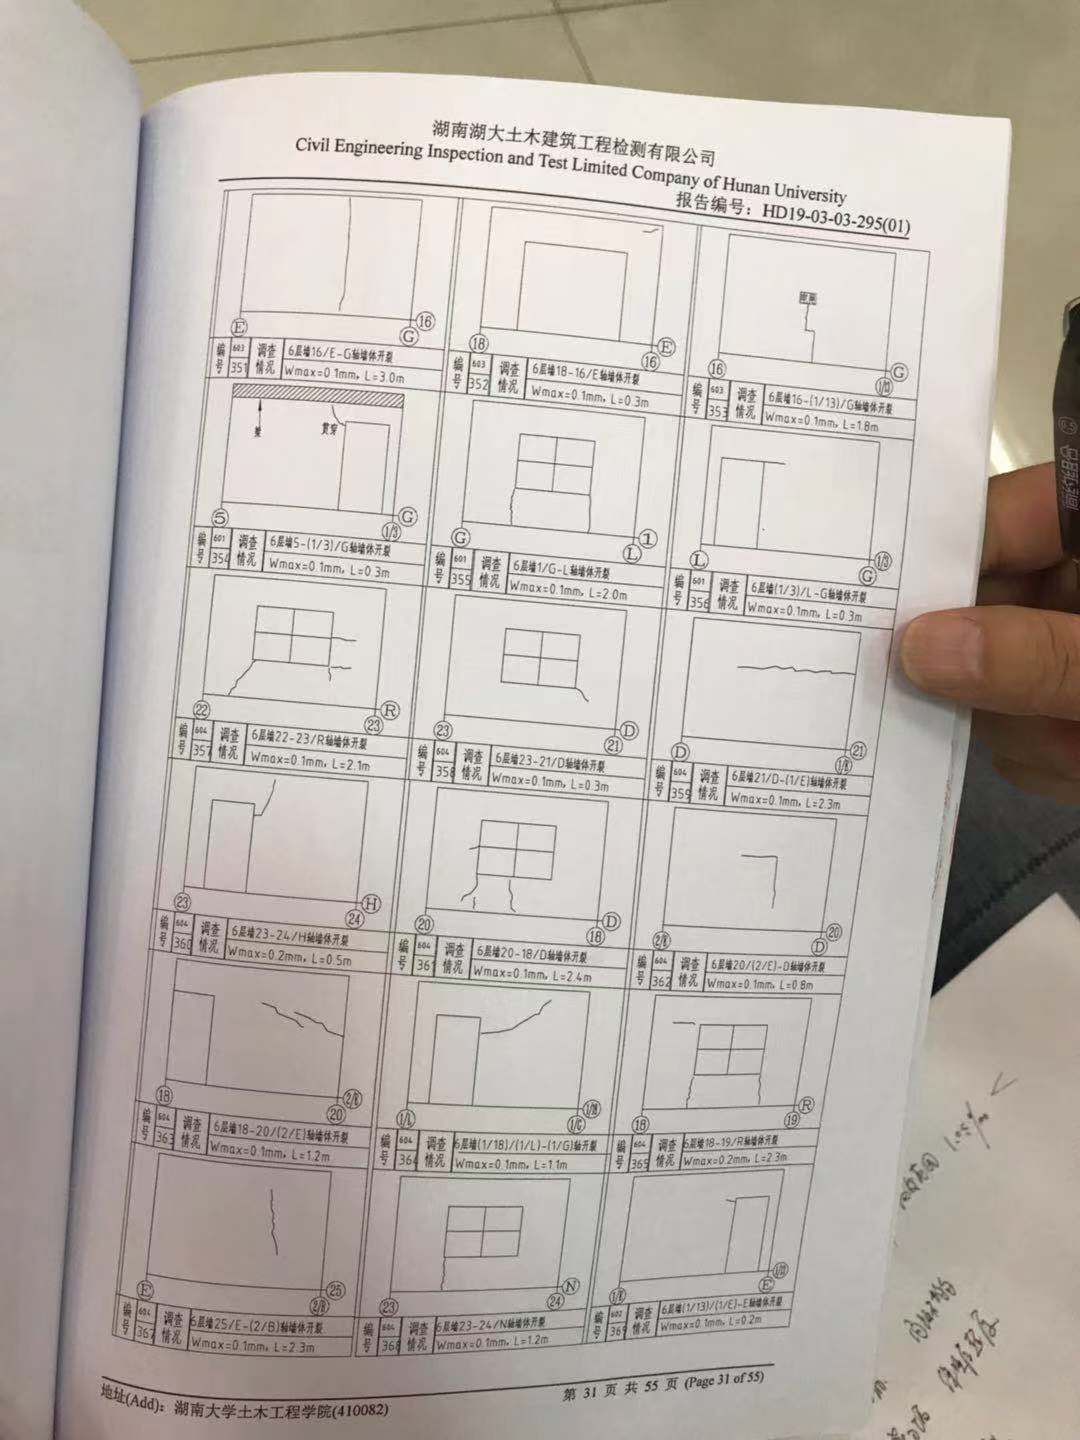 湖南湖大土木建筑工程检测有限公司
Civil Engineering Inspection and Test Limited Company of Hunan University
报告编号：HD19-03-03-295(01)
E G 16
编号 603 351 调查情况 6层墙16/E-G轴墙体开裂
Wmax=0.1mm, L=3.0m
18 16 E
编号 603 352 调查情况 6层墙18-16/E轴墙体开裂
Wmax=0.1mm, L=0.3m
16 1/13 G
编号 603 353 调查情况 6层墙16-(1/13)/G轴墙体开裂
Wmax=0.1mm, L=1.8m
梁 贯穿
5 1/3 G
编号 601 354 调查情况 6层墙5-(1/3)/G轴墙体开裂
Wmax=0.1mm, L=0.3m
G L 1
编号 601 355 调查情况 6层墙1/G-L轴墙体开裂
Wmax=0.1mm, L=2.0m
L G 1/3
编号 601 356 调查情况 6层墙(1/3)/L-G轴墙体开裂
Wmax=0.1mm, L=0.3m
22 23 R
编号 604 357 调查情况 6层墙22-23/R轴墙体开裂
Wmax=0.1mm, L=2.1m
23 21 D
编号 604 358 调查情况 6层墙23-21/D轴墙体开裂
Wmax=0.1mm, L=0.3m
D 1/E 21
编号 604 359 调查情况 6层墙21/D-(1/E)轴墙体开裂
Wmax=0.1mm, L=2.3m
23 24 H
编号 604 360 调查情况 6层墙23-24/H轴墙体开裂
Wmax=0.2mm, L=0.5m
20 18 D
编号 604 361 调查情况 6层墙20-18/D轴墙体开裂
Wmax=0.1mm, L=2.4m
2/E D 20
编号 604 362 调查情况 6层墙20/(2/E)-D轴墙体开裂
Wmax=0.1mm, L=0.8m
18 20 2/E
编号 604 363 调查情况 6层墙18-20/(2/E)轴墙体开裂
Wmax=0.1mm, L=1.2m
1/L 1/G 1/18
编号 604 364 调查情况 6层墙(1/18)/(1/L)-(1/G)轴开裂
Wmax=0.1mm, L=1.1m
18 19 R
编号 604 365 调查情况 6层墙18-19/R轴墙体开裂
Wmax=0.2mm, L=2.3m
E 2/B 25
编号 604 367 调查情况 6层墙25/E-(2/B)轴墙体开裂
Wmax=0.1mm, L=2.3m
23 24 N
编号 604 368 调查情况 6层墙23-24/N轴墙体开裂
Wmax=0.1mm, L=1.2m
1/E E 1/13
编号 602 369 调查情况 6层墙(1/13)/(1/E)-E轴墙体开裂
Wmax=0.1mm, L=0.2m
地址(Add)：湖南大学土木工程学院(410082)
第 31 页 共 55 页 (Page 31 of 55)